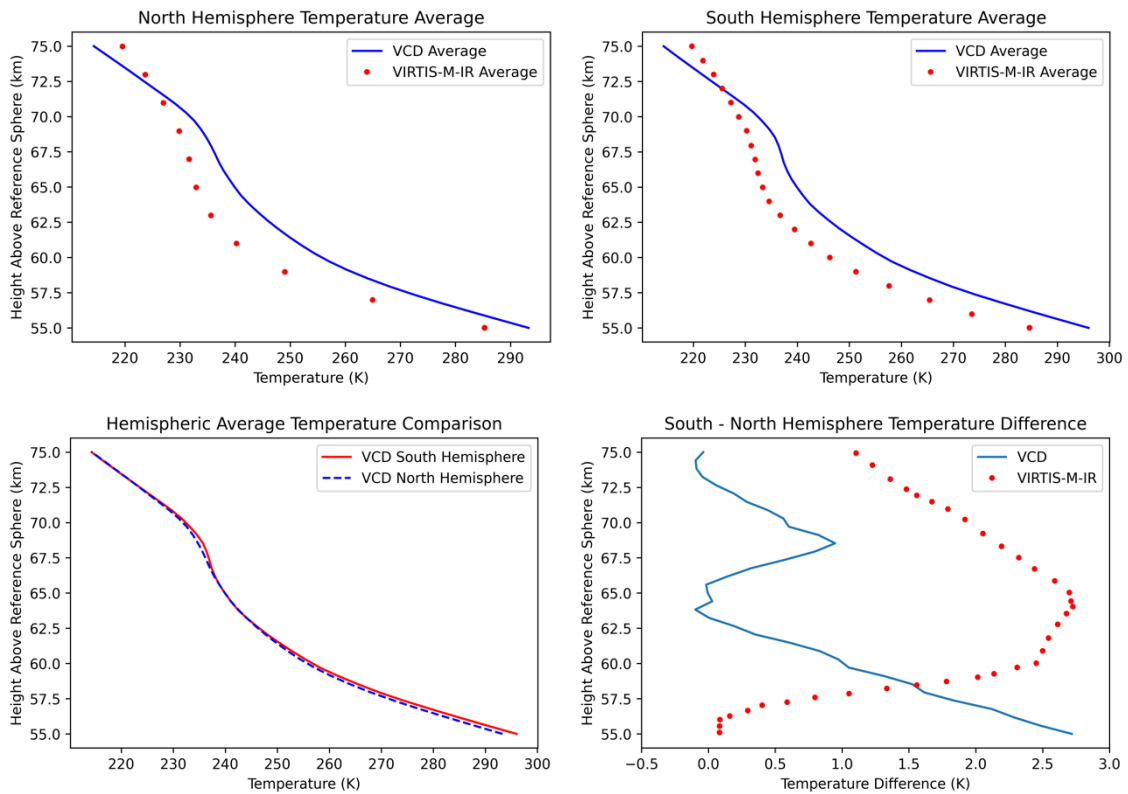 North Hemisphere Temperature Average
Height Above Reference Sphere (km)
75.0
72.5
70.0
67.5
65.0
62.5
60.0
57.5
55.0
VCD Average
VIRTIS-M-IR Average
220 230 240 250 260 270 280 290
Temperature (K)
South Hemisphere Temperature Average
Height Above Reference Sphere (km)
75.0
72.5
70.0
67.5
65.0
62.5
60.0
57.5
55.0
VCD Average
VIRTIS-M-IR Average
220 230 240 250 260 270 280 290 300
Temperature (K)
Hemispheric Average Temperature Comparison
Height Above Reference Sphere (km)
75.0
72.5
70.0
67.5
65.0
62.5
60.0
57.5
55.0
VCD South Hemisphere
VCD North Hemisphere
220 230 240 250 260 270 280 290 300
Temperature (K)
South - North Hemisphere Temperature Difference
Height Above Reference Sphere (km)
75.0
72.5
70.0
67.5
65.0
62.5
60.0
57.5
55.0
VCD
VIRTIS-M-IR
−0.5 0.0 0.5 1.0 1.5 2.0 2.5 3.0
Temperature Difference (K)